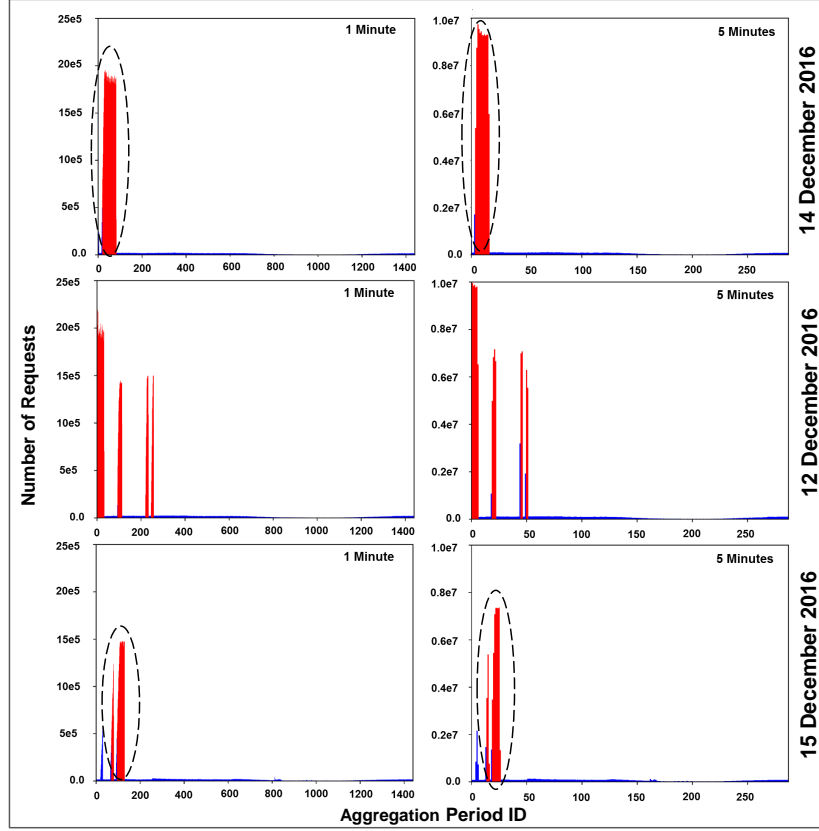 25e5
20e5
15e5
10e5
5e5
0.0
1 Minute
0 200 400 600 800 1000 1200 1400
1.0e7
0.8e7
0.6e7
0.4e7
0.2e7
0.0
5 Minutes
0 50 100 150 200 250
14 December 2016
25e5
20e5
15e5
10e5
5e5
0.0
1 Minute
0 200 400 600 800 1000 1200 1400
1.0e7
0.8e7
0.6e7
0.4e7
0.2e7
0.0
5 Minutes
0 50 100 150 200 250
12 December 2016
Number of Requests
25e5
20e5
15e5
10e5
5e5
0.0
1 Minute
0 200 400 600 800 1000 1200 1400
1.0e7
0.8e7
0.6e7
0.4e7
0.2e7
0.0
5 Minutes
0 50 100 150 200 250
15 December 2016
Aggregation Period ID